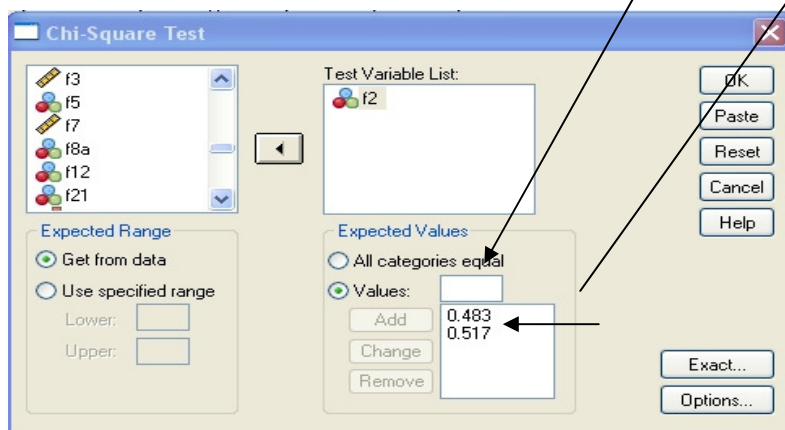 Chi-Square Test
f3
f5
f7
f8a
f12
f21
Test Variable List:
f2
OK
Paste
Reset
Cancel
Help
Expected Range
Get from data
Use specified range
Lower:
Upper:
Expected Values
All categories equal
Values:
Add
Change
Remove
0.483
0.517
Exact...
Options...